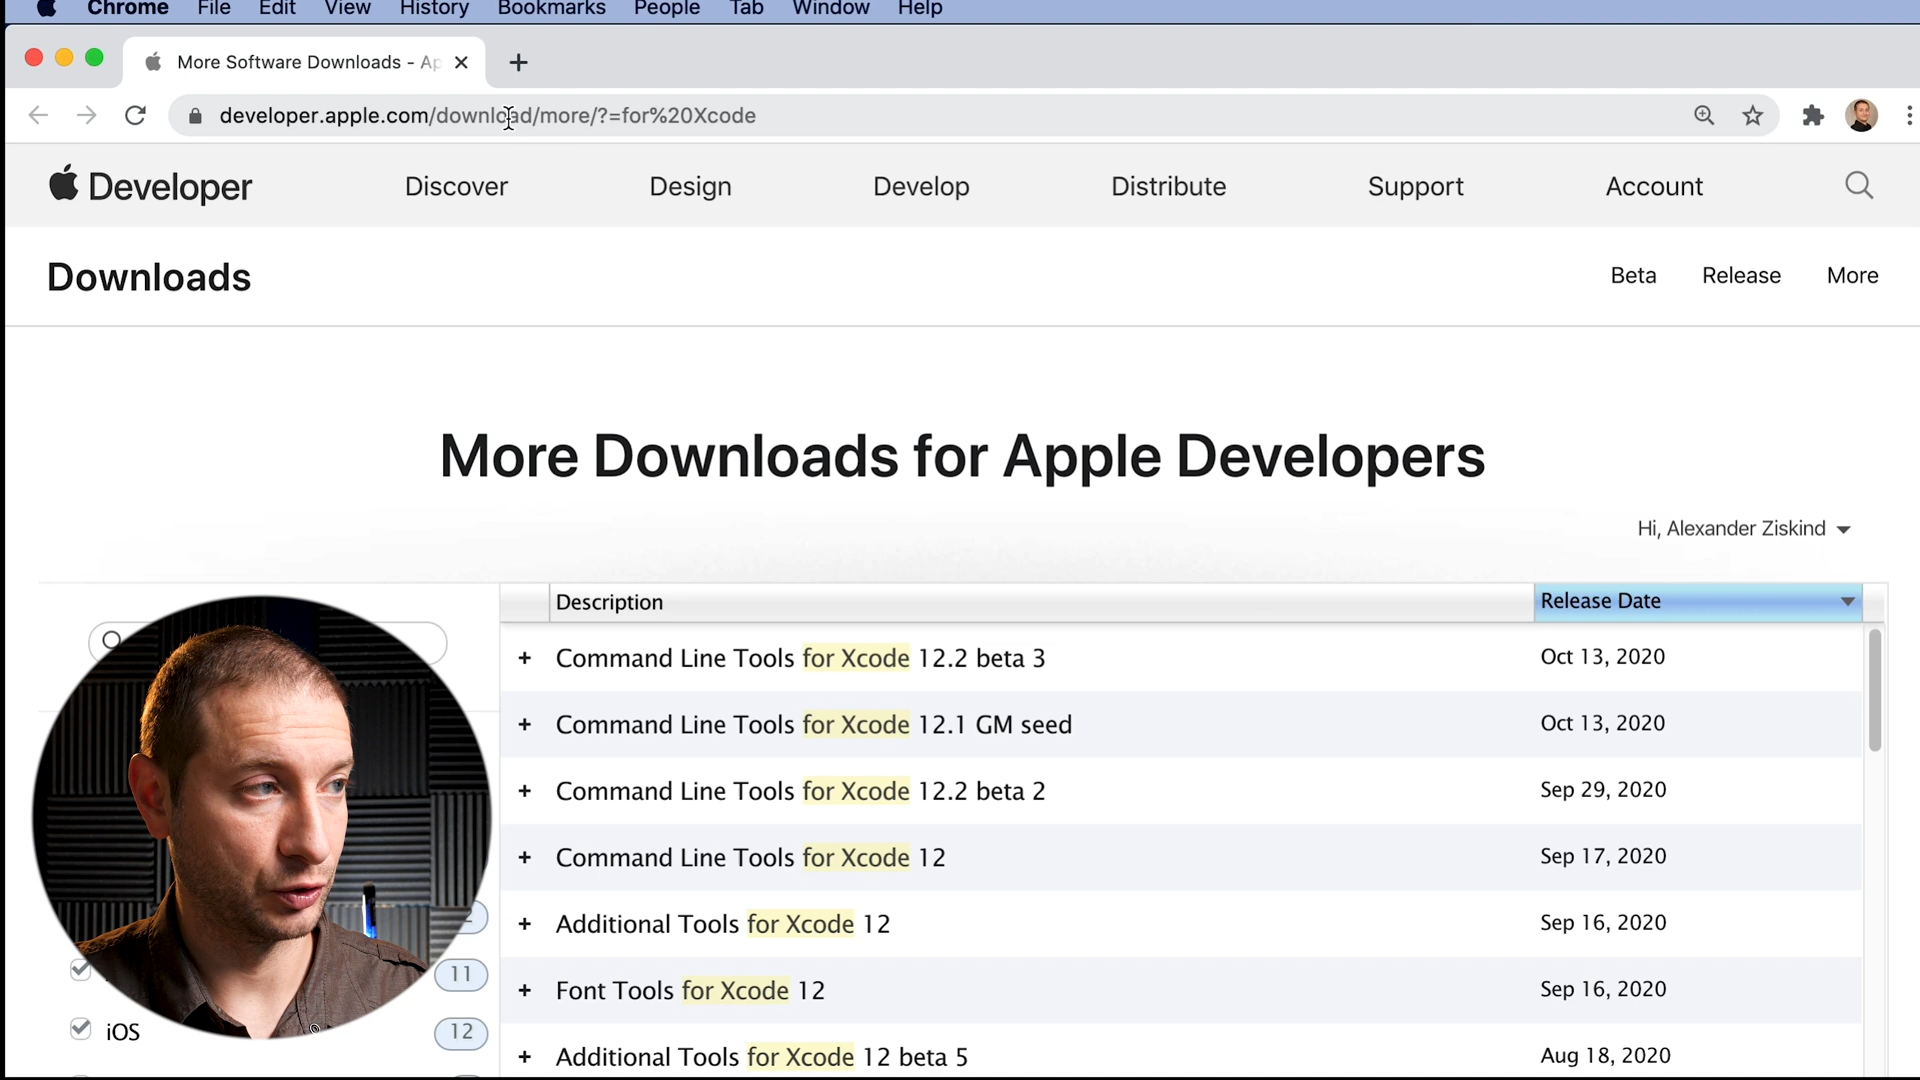 Chrome File Edit View History Bookmarks People Tab Window Help
More Software Downloads - Ap
developer.apple.com/download/more/?=for%20Xcode
Developer Discover Design Develop Distribute Support Account
Downloads Beta Release More
More Downloads for Apple Developers
Hi, Alexander Ziskind
Description Release Date
+ Command Line Tools for Xcode 12.2 beta 3 Oct 13, 2020
+ Command Line Tools for Xcode 12.1 GM seed Oct 13, 2020
+ Command Line Tools for Xcode 12.2 beta 2 Sep 29, 2020
+ Command Line Tools for Xcode 12 Sep 17, 2020
+ Additional Tools for Xcode 12 Sep 16, 2020
11 + Font Tools for Xcode 12 Sep 16, 2020
iOS 12
+ Additional Tools for Xcode 12 beta 5 Aug 18, 2020